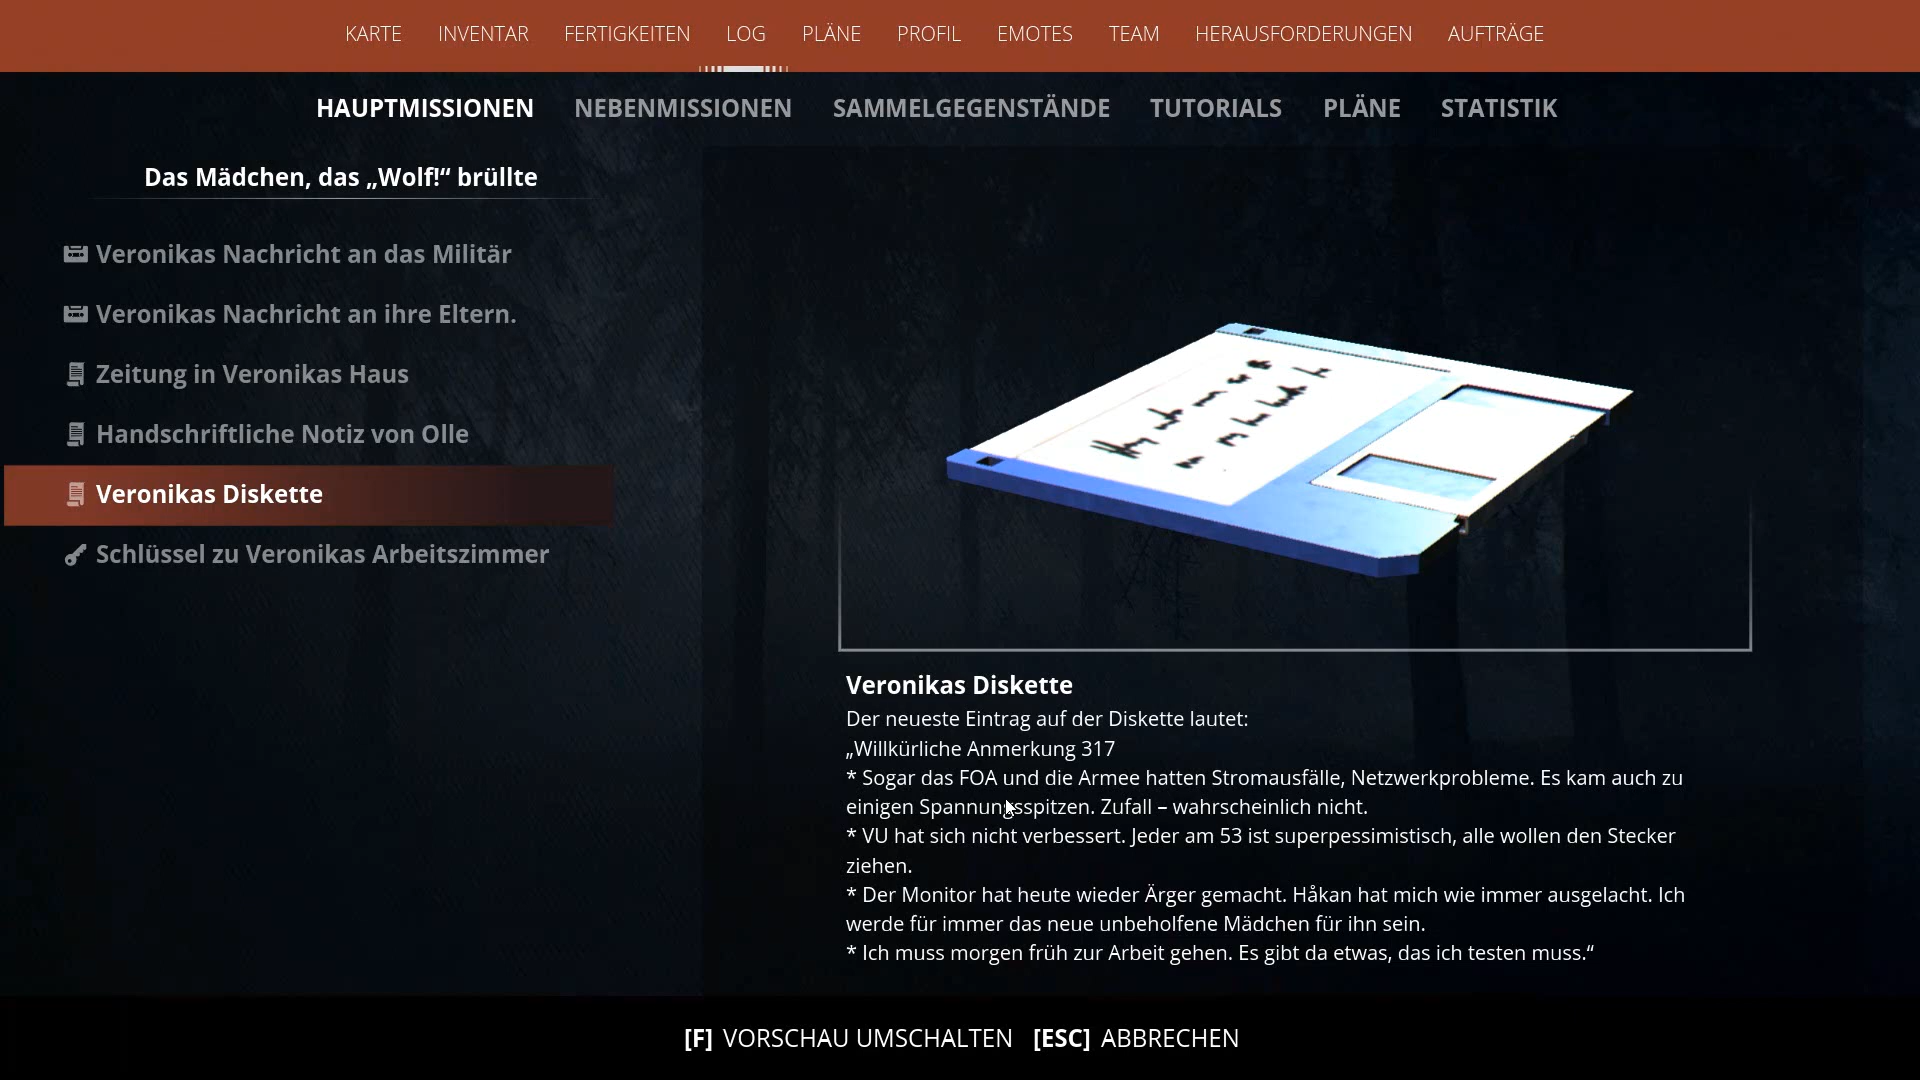 KARTE INVENTAR FERTIGKEITEN LOG PLÄNE PROFIL EMOTES TEAM HERAUSFORDERUNGEN AUFTRÄGE
HAUPTMISSIONEN NEBENMISSIONEN SAMMELGEGENSTÄNDE TUTORIALS PLÄNE STATISTIK
Das Mädchen, das „Wolf!“ brüllte
Veronikas Nachricht an das Militär
Veronikas Nachricht an ihre Eltern.
Zeitung in Veronikas Haus
Handschriftliche Notiz von Olle
Veronikas Diskette
Schlüssel zu Veronikas Arbeitszimmer
Veronikas Diskette
Der neueste Eintrag auf der Diskette lautet:
„Willkürliche Anmerkung 317
* Sogar das FOA und die Armee hatten Stromausfälle, Netzwerkprobleme. Es kam auch zu
einigen Spannungsspitzen. Zufall – wahrscheinlich nicht.
* VU hat sich nicht verbessert. Jeder am 53 ist superpessimistisch, alle wollen den Stecker
ziehen.
* Der Monitor hat heute wieder Ärger gemacht. Håkan hat mich wie immer ausgelacht. Ich
werde für immer das neue unbeholfene Mädchen für ihn sein.
* Ich muss morgen früh zur Arbeit gehen. Es gibt da etwas, das ich testen muss.“
[F] VORSCHAU UMSCHALTEN [ESC] ABBRECHEN